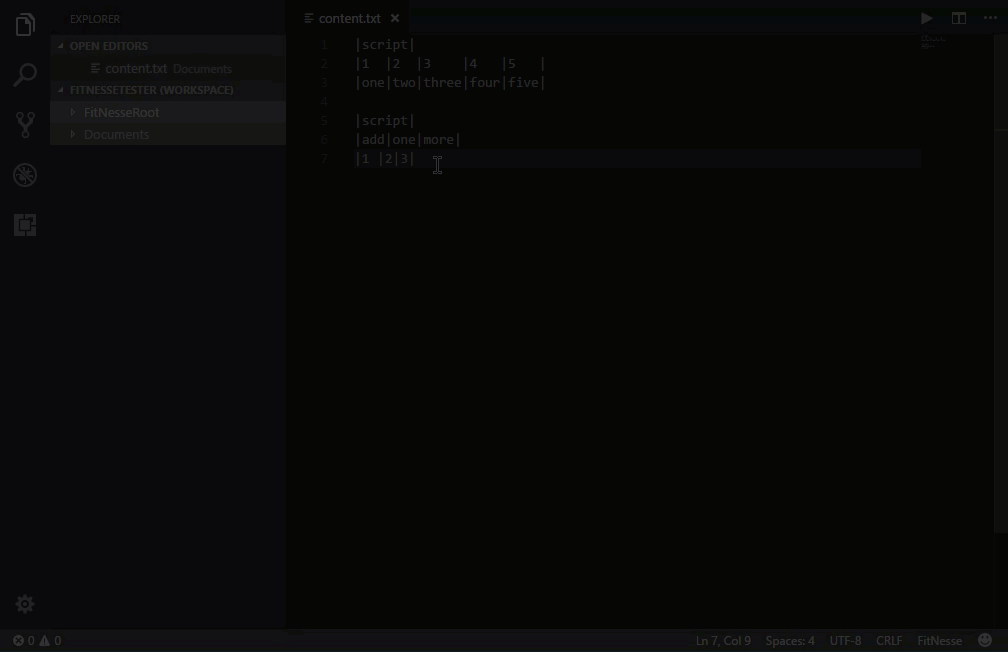 EXPLORER
OPEN EDITORS
content.txt Documents
FITNESSETESTER (WORKSPACE)
FitNesseRoot
Documents
content.txt
1 |script|
2 |1  |2  |3    |4   |5   |
3 |one|two|three|four|five|
4
5 |script|
6 |add|one|more|
7 |1 |2|3|
0 0 Ln 7, Col 9 Spaces: 4 UTF-8 CRLF FitNesse